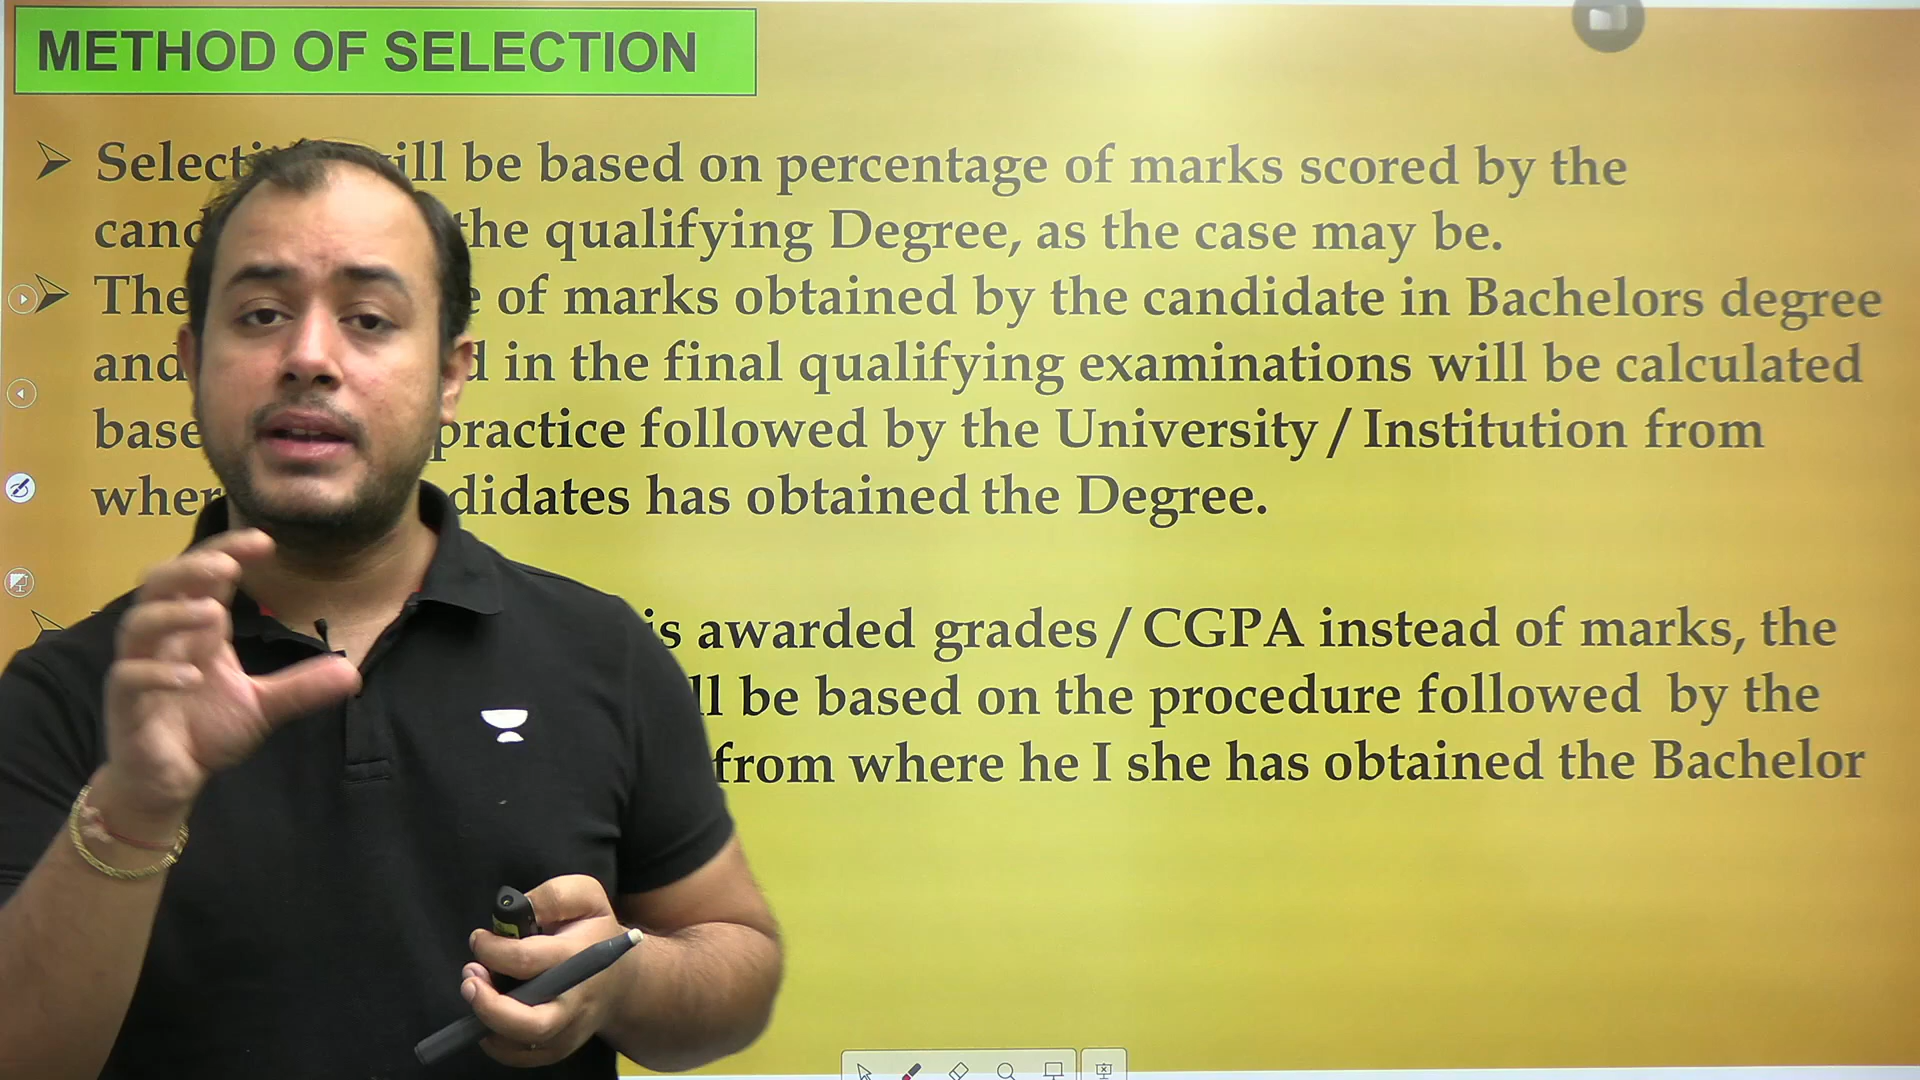 METHOD OF SELECTION
will be based on percentage of marks scored by the
the qualifying Degree, as the case may be.
The of marks obtained by the candidate in Bachelors degree
and in the final qualifying examinations will be calculated
practice followed by the University / Institution from
has obtained the Degree.
is awarded grades / CGPA instead of marks, the
be based on the procedure followed by the
from where he I she has obtained the Bachelor